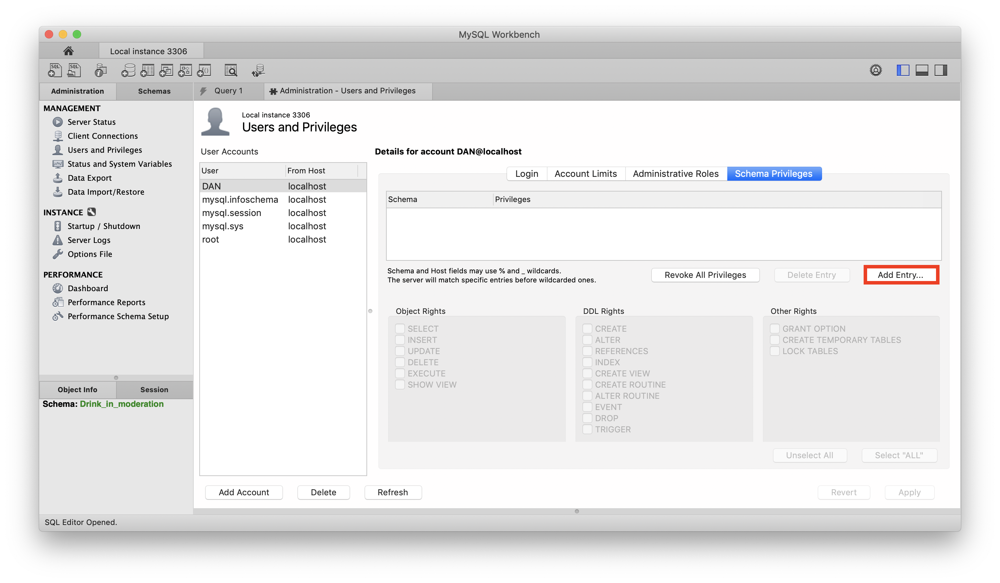 MySQL Workbench
Local instance 3306
SQL
SQL
f()
Administration
Schemas
Query 1
Administration - Users and Privileges
MANAGEMENT
Server Status
Client Connections
Users and Privileges
Status and System Variables
Data Export
Data Import/Restore
INSTANCE
Startup / Shutdown
Server Logs
Options File
PERFORMANCE
Dashboard
Performance Reports
Performance Schema Setup
Object Info
Session
Schema: Drink_in_moderation
Local instance 3306
Users and Privileges
User Accounts
User From Host
DAN localhost
mysql.infoschema localhost
mysql.session localhost
mysql.sys localhost
root localhost
Add Account
Delete
Refresh
Details for account DAN@localhost
Login
Account Limits
Administrative Roles
Schema Privileges
Schema Privileges
Schema and Host fields may use % and _ wildcards.
The server will match specific entries before wildcarded ones.
Revoke All Privileges
Delete Entry
Add Entry...
Object Rights
SELECT
INSERT
UPDATE
DELETE
EXECUTE
SHOW VIEW
DDL Rights
CREATE
ALTER
REFERENCES
INDEX
CREATE VIEW
CREATE ROUTINE
ALTER ROUTINE
EVENT
DROP
TRIGGER
Other Rights
GRANT OPTION
CREATE TEMPORARY TABLES
LOCK TABLES
Unselect All
Select "ALL"
Revert
Apply
SQL Editor Opened.